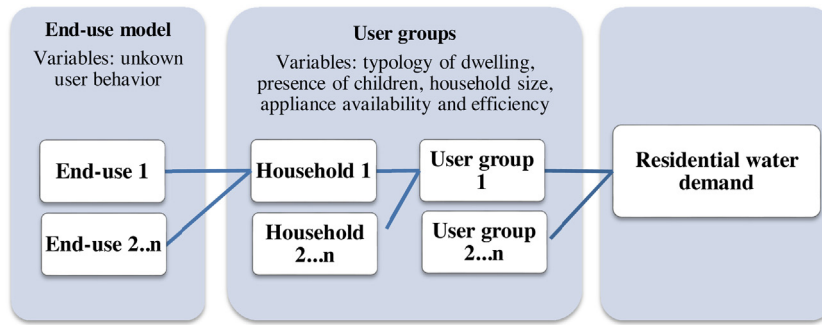 End-use model
Variables: unkown
user behavior
End-use 1
End-use 2..n
User groups
Variables: typology of dwelling,
presence of children, household size,
appliance availability and efficiency
Household 1
Household
2...n
User group
1
User group
2...n
Residential water
demand